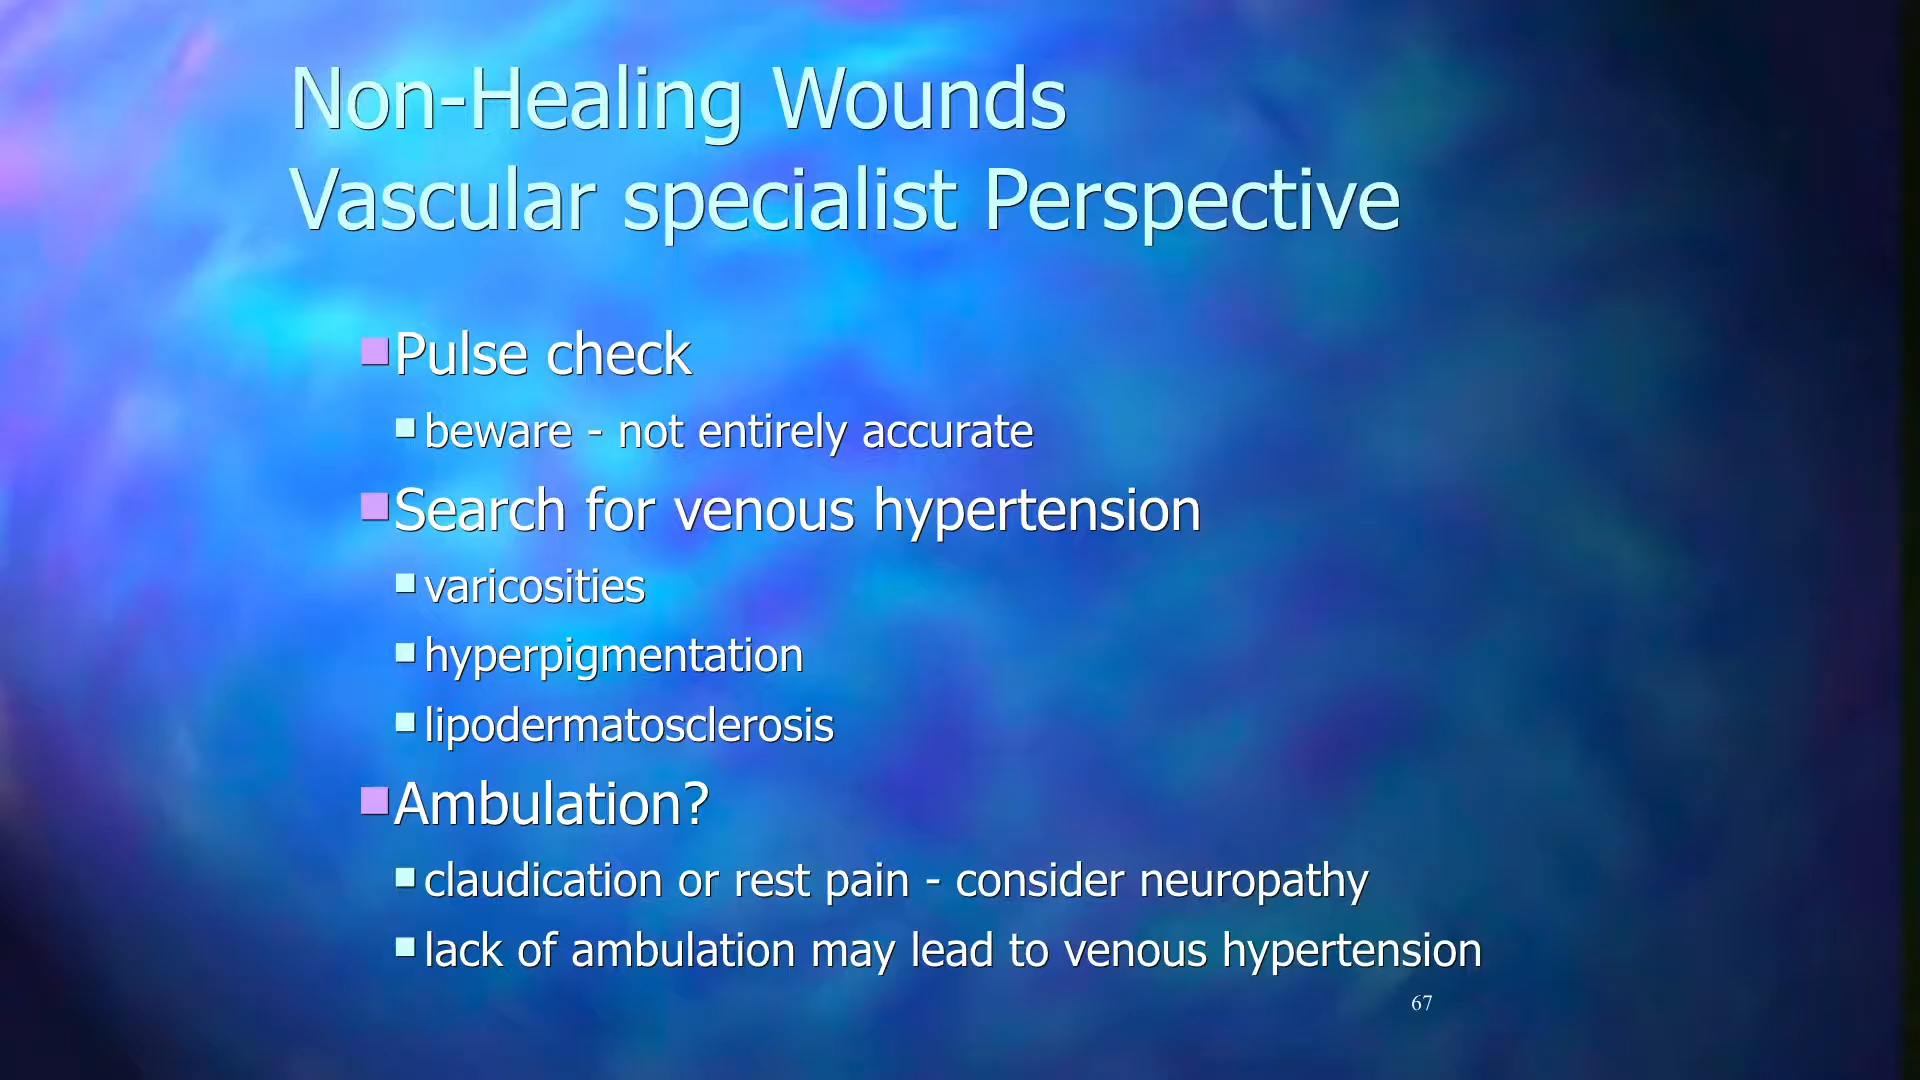 Non-Healing Wounds
Vascular specialist Perspective
Pulse check
beware - not entirely accurate
Search for venous hypertension
varicosities
hyperpigmentation
lipodermatosclerosis
Ambulation?
claudication or rest pain - consider neuropathy
lack of ambulation may lead to venous hypertension
67